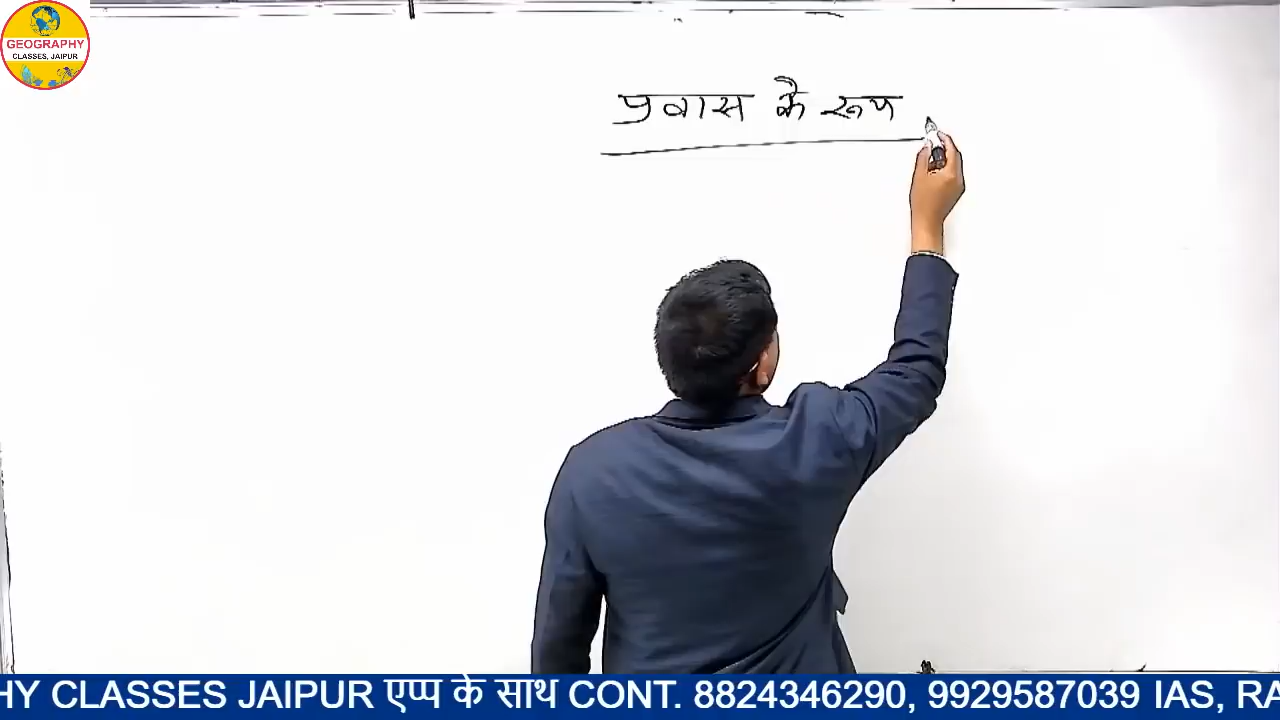 GEOGRAPHY
CLASSES, JAIPUR
प्रवास के रूप
HY CLASSES JAIPUR एप्प के साथ CONT. 8824346290, 9929587039 IAS, RA